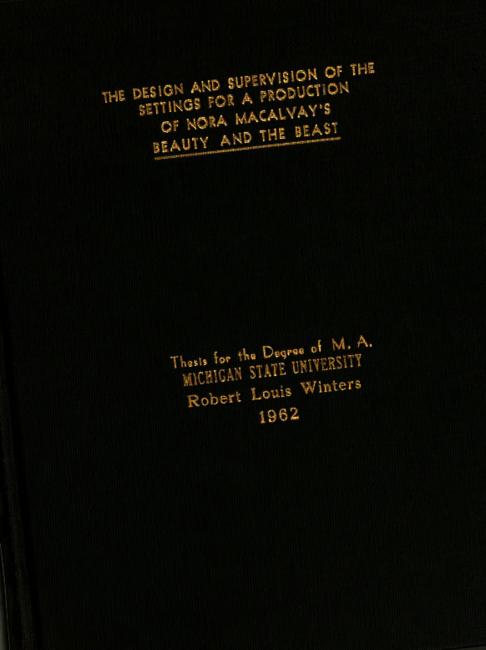 THE DESIGN AND SUPERVISION OF THE
SETTINGS FOR A PRODUCTION
OF NORA MACALVAY'S
BEAUTY AND THE BEAST
Thesis for the Degree of M. A.
MICHIGAN STATE UNIVERSITY
Robert Louis Winters
1962